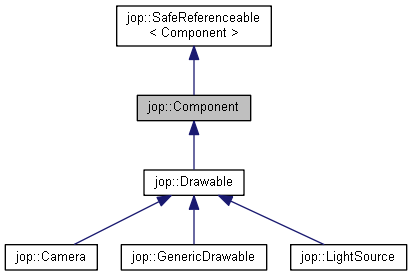 jop::SafeReferenceable
< Component >
jop::Component
jop::Drawable
jop::Camera
jop::GenericDrawable
jop::LightSource